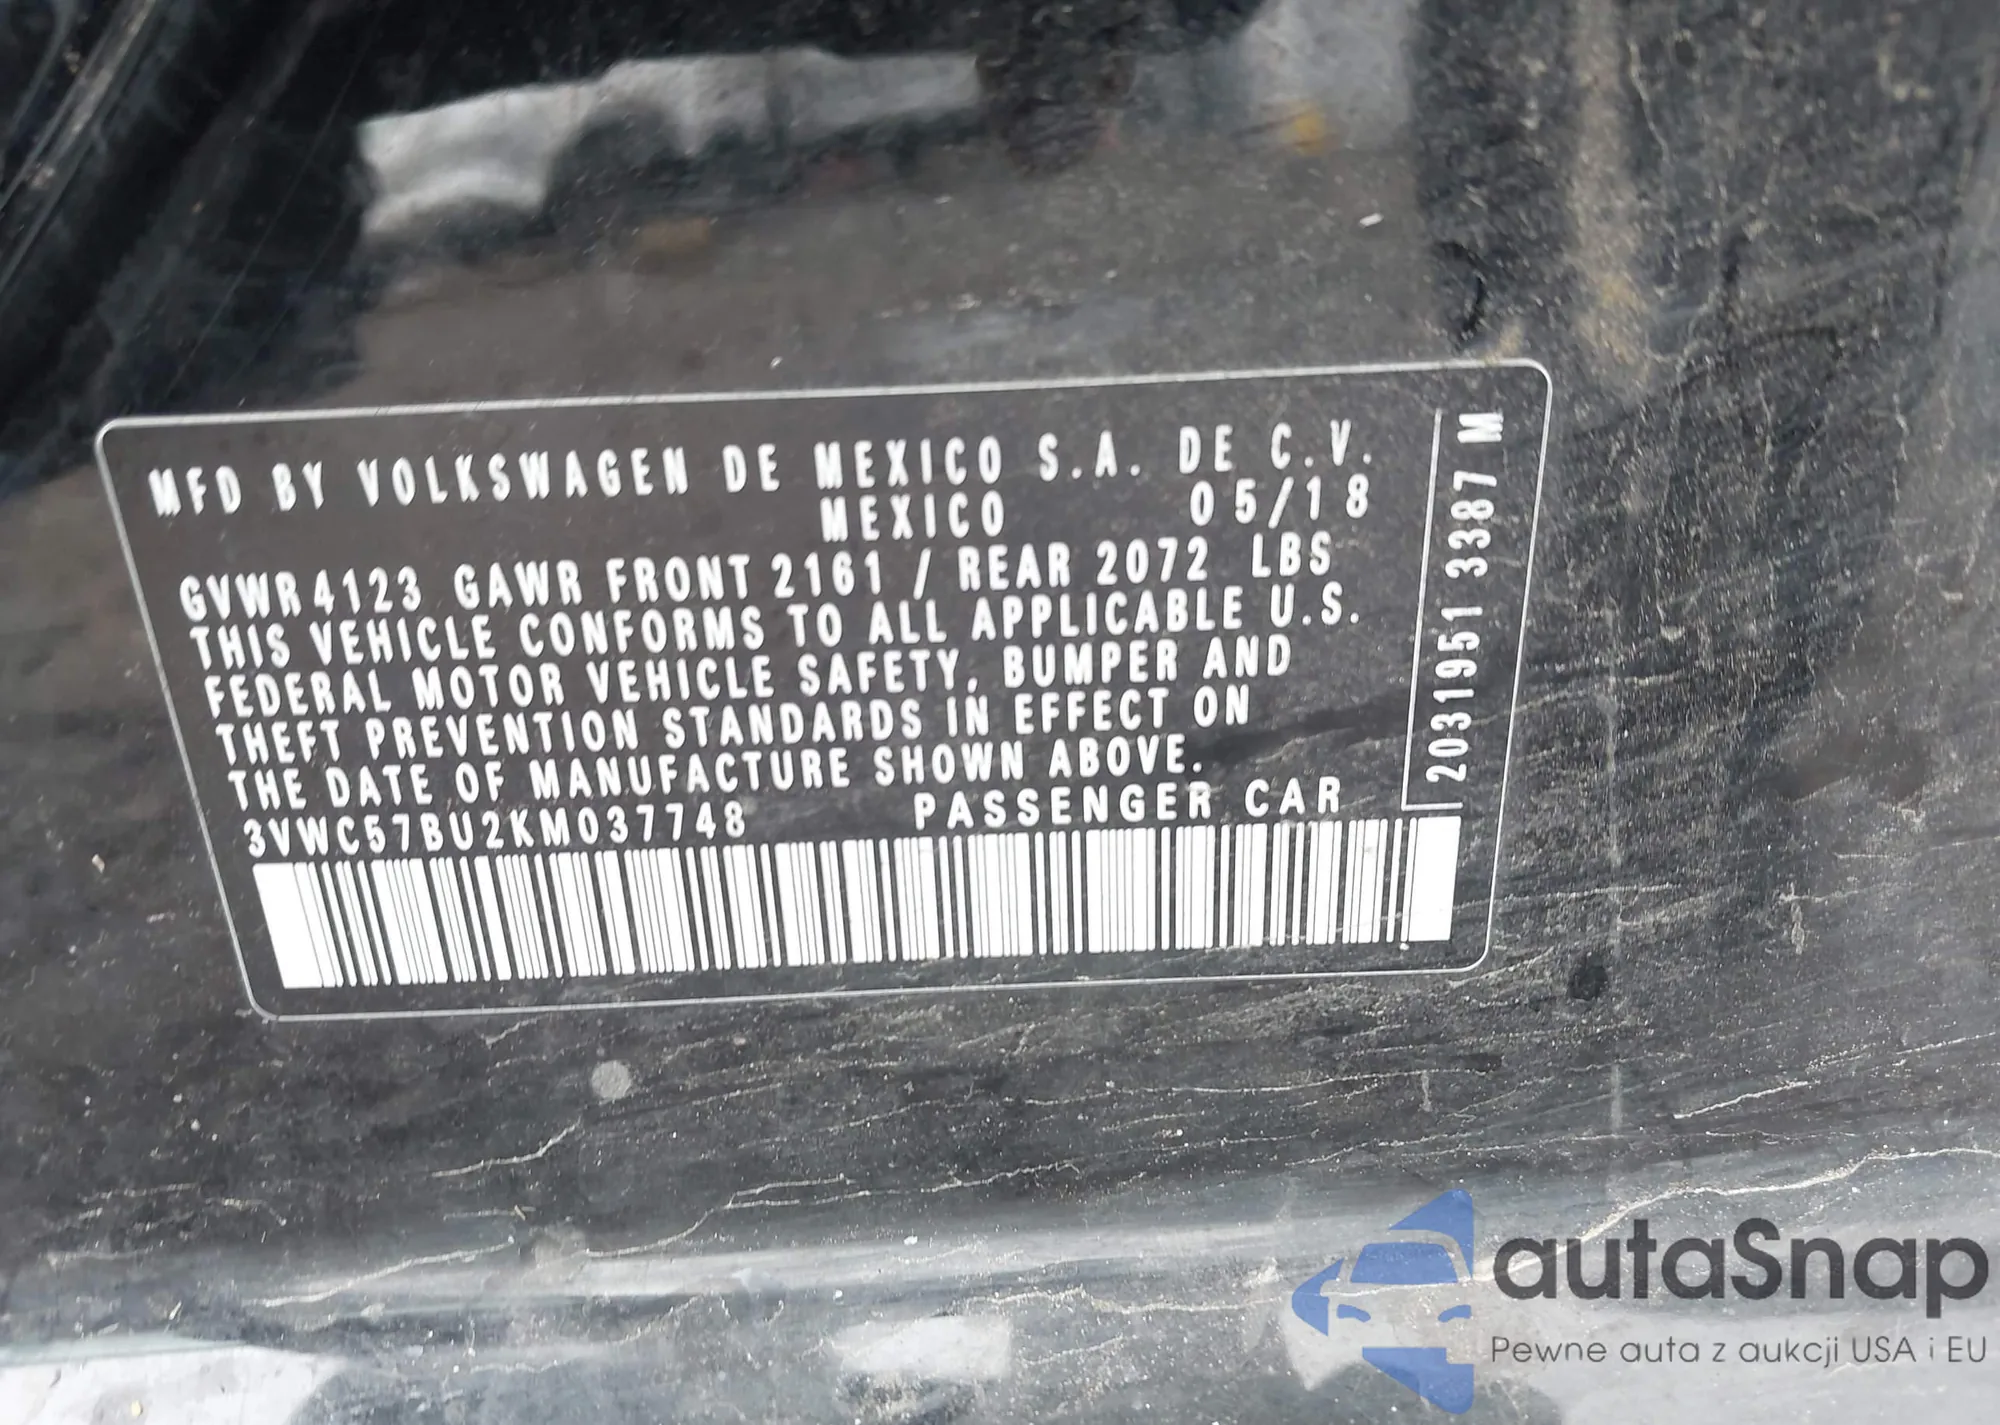 MFD BY VOLKSWAGEN DE MEXICO S.A. DE C.V.
MEXICO 05/18
GVWR 4123 GAWR FRONT 2161 / REAR 2072 LBS
THIS VEHICLE CONFORMS TO ALL APPLICABLE U.S.
FEDERAL MOTOR VEHICLE SAFETY, BUMPER AND
THEFT PREVENTION STANDARDS IN EFFECT ON
THE DATE OF MANUFACTURE SHOWN ABOVE.
3VWC57BU2KM037748 PASSENGER CAR
2031951 3387 M
autaSnap
Pewne auta z aukcji USA i EU